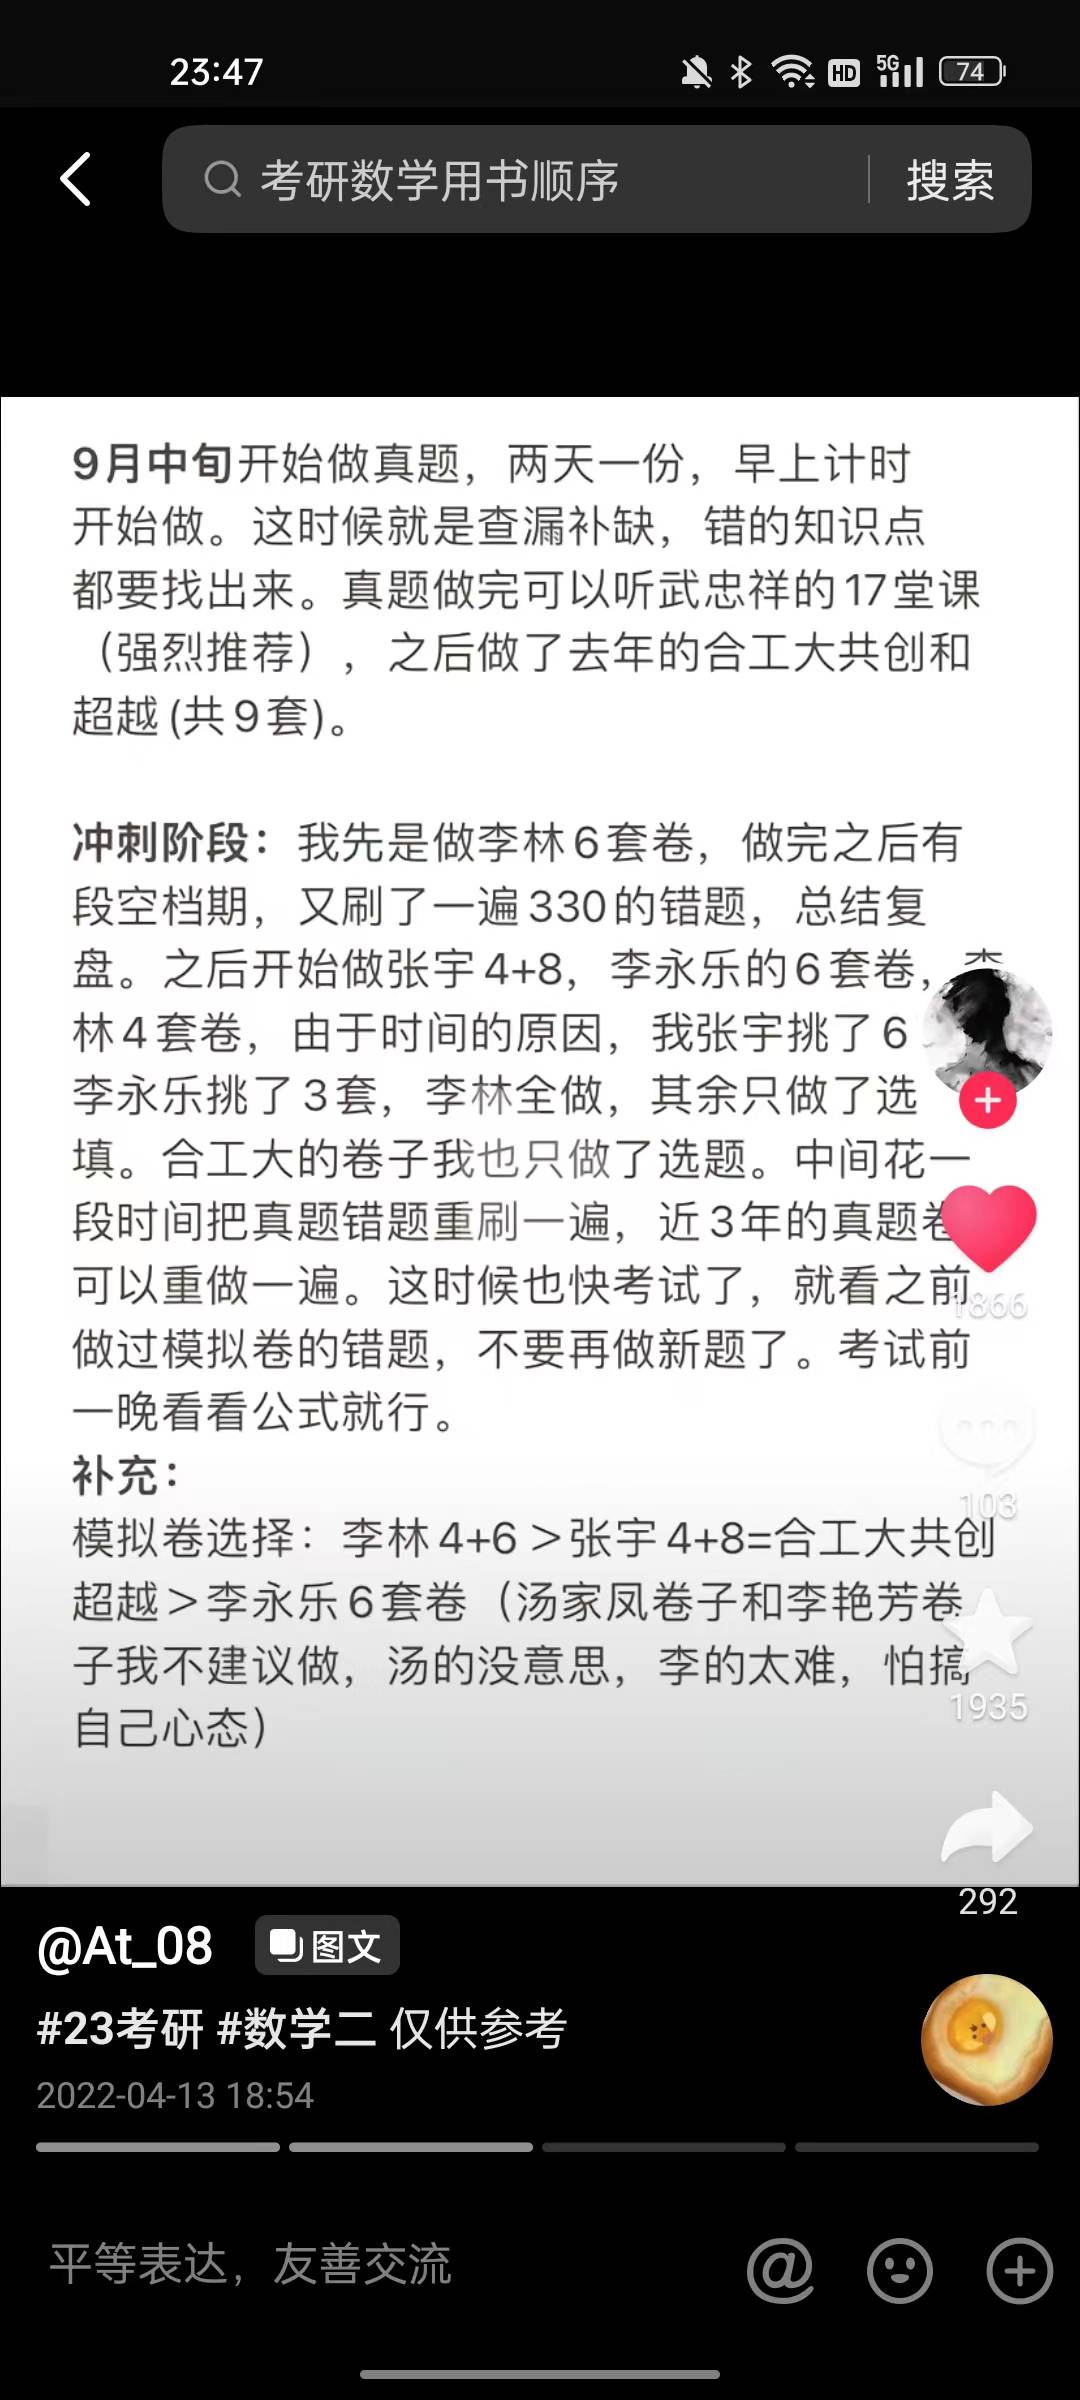 23:47
HD
5G
74
考研数学用书顺序
搜索
9月中旬开始做真题，两天一份，早上计时
开始做。这时候就是查漏补缺，错的知识点
都要找出来。真题做完可以听武忠祥的17堂课
（强烈推荐），之后做了去年的合工大共创和
超越(共9套)。
冲刺阶段：我先是做李林6套卷，做完之后有
段空档期，又刷了一遍330的错题，总结复
盘。之后开始做张宇4+8，李永乐的6套卷，李
林4套卷，由于时间的原因，我张宇挑了6
李永乐挑了3套，李林全做，其余只做了选
填。合工大的卷子我也只做了选题。中间花一
段时间把真题错题重刷一遍，近3年的真题卷
可以重做一遍。这时候也快考试了，就看之前
做过模拟卷的错题，不要再做新题了。考试前
一晚看看公式就行。
补充：
模拟卷选择：李林4+6＞张宇4+8=合工大共创
超越＞李永乐6套卷（汤家凤卷子和李艳芳卷
子我不建议做，汤的没意思，李的太难，怕搞
自己心态）
1866
103
1935
292
@At_08
图文
#23考研 #数学二 仅供参考
2022-04-13 18:54
平等表达，友善交流